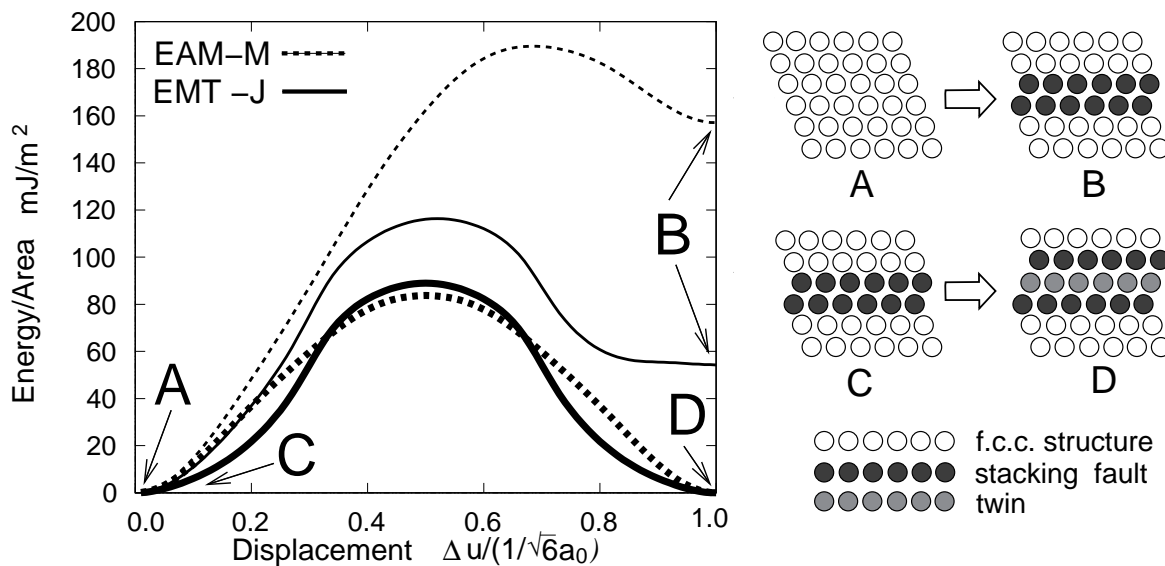 200
180
160
140
120
100
80
60
40
20
0
Energy/Area mJ/m²
EAM-M
EMT -J
A
C
B
D
0.0
0.2
0.4
0.6
0.8
1.0
Displacement Δu/(1/√6a₀)
A
B
C
D
f.c.c. structure
stacking fault
twin